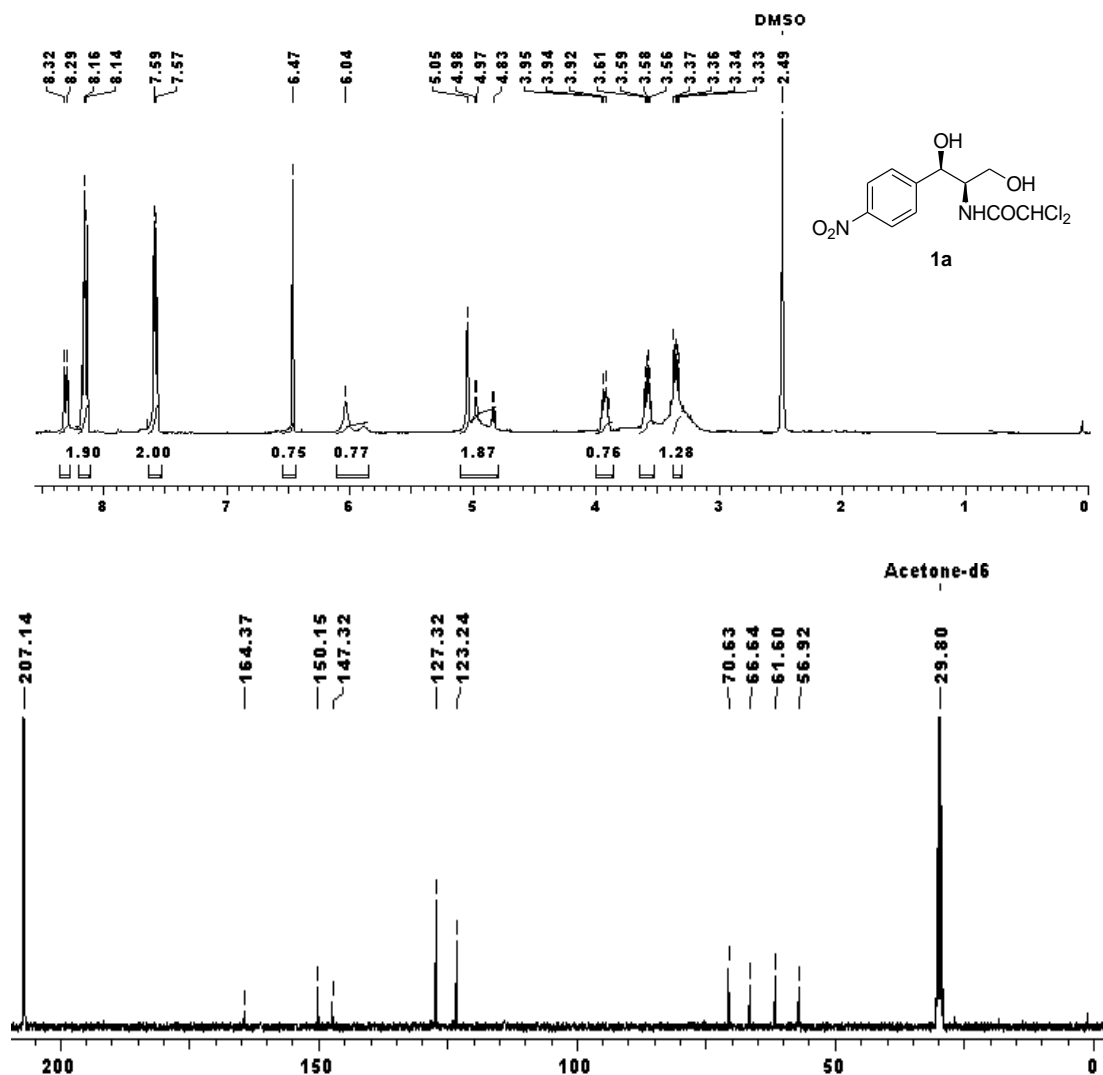 DMSO
8.32 8.29 8.16 8.14 7.59 7.57 6.47 6.04 5.05 4.98 4.97 4.83 3.95 3.94 3.92 3.61 3.59 3.58 3.56 3.37 3.36 3.34 3.33 2.49
OH
OH
NHCOCHCl2
O2N
1a
1.90 2.00 0.75 0.77 1.87 0.76 1.28
8 7 6 5 4 3 2 1 0
Acetone-d6
207.14 164.37 150.15 147.32 127.32 123.24 70.63 66.64 61.60 56.92 29.80
200 150 100 50 0